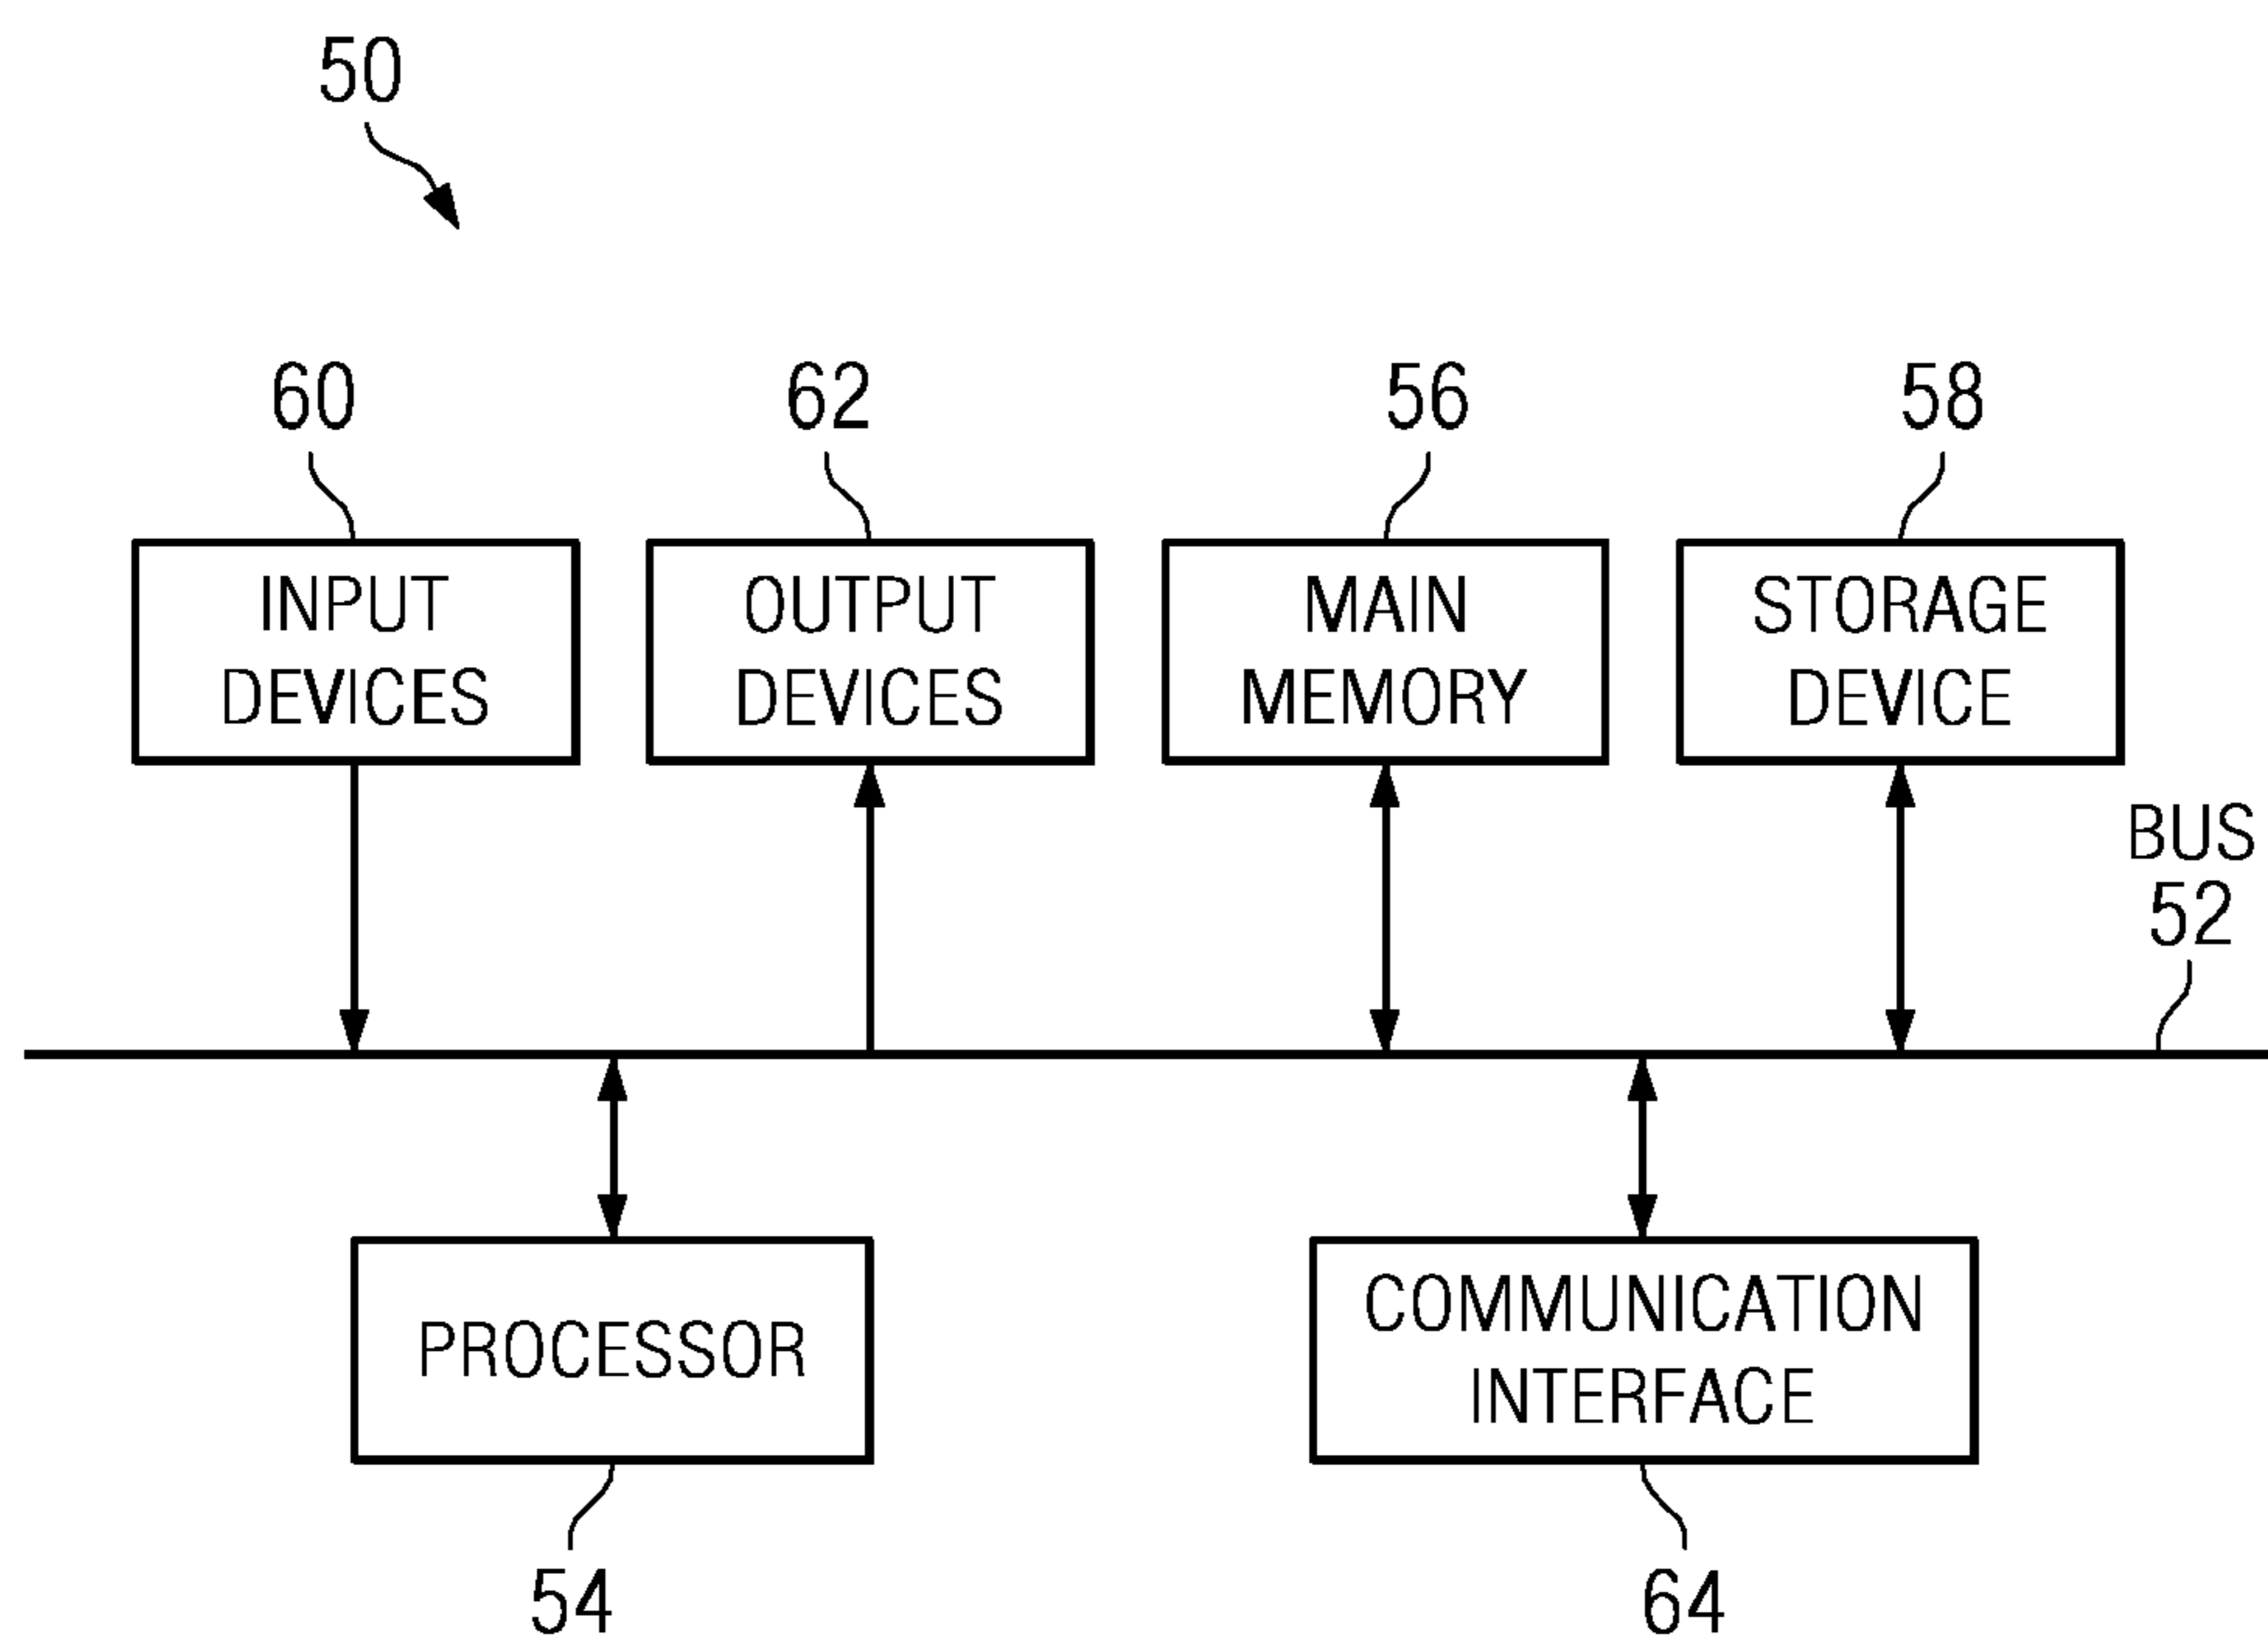 50
60
62
56
58
INPUT
DEVICES
OUTPUT
DEVICES
MAIN
MEMORY
STORAGE
DEVICE
BUS
52
PROCESSOR
COMMUNICATION
INTERFACE
54
64